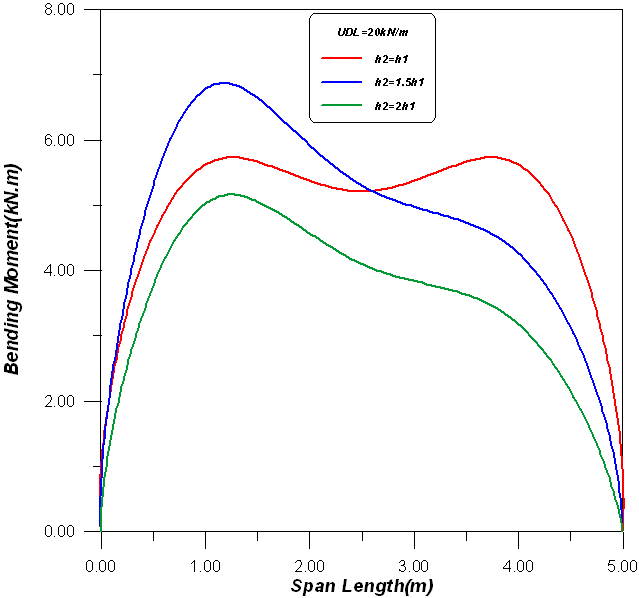 8.00
6.00
4.00
2.00
0.00
Bending Moment(kN.m)
UDL=20kN/m
h2=h1
h2=1.5h1
h2=2h1
0.00 1.00 2.00 3.00 4.00 5.00
Span Length(m)